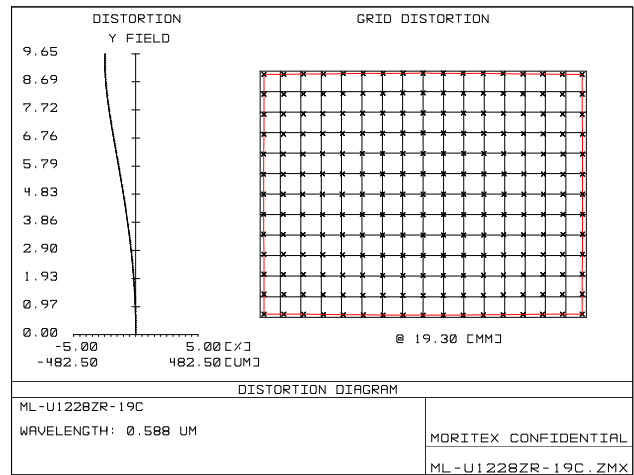 DISTORTION
Y FIELD
9.65
8.69
7.72
6.76
5.79
4.83
3.86
2.90
1.93
0.97
0.00
-5.00 5.00[%]
-482.50 482.50[UM]
GRID DISTORTION
@ 19.30 [MM]
DISTORTION DIAGRAM
ML-U1228ZR-19C
WAVELENGTH: 0.588 UM
MORITEX CONFIDENTIAL
ML-U1228ZR-19C.ZMX